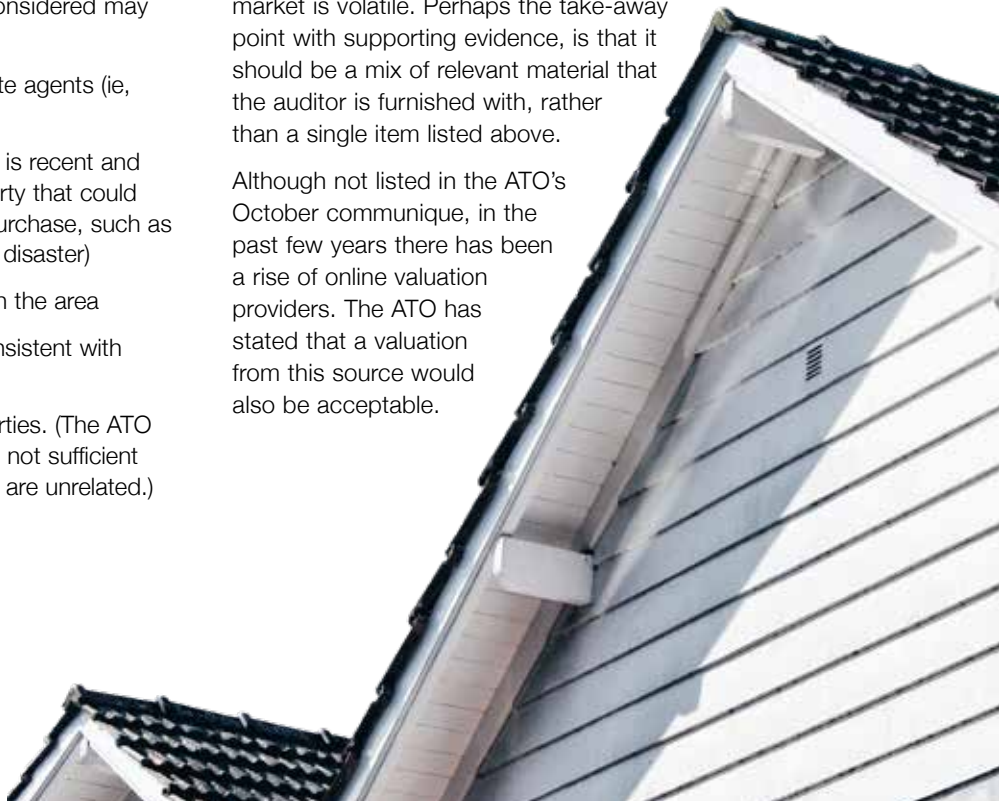 onsidered may
te agents (ie,
is recent and
rty that could
urchase, such as
disaster)
n the area
nsistent with
rties. (The ATO
not sufficient
are unrelated.)
market is volatile. Perhaps the take-away
point with supporting evidence, is that it
should be a mix of relevant material that
the auditor is furnished with, rather
than a single item listed above.
Although not listed in the ATO’s
October communique, in the
past few years there has been
a rise of online valuation
providers. The ATO has
stated that a valuation
from this source would
also be acceptable.